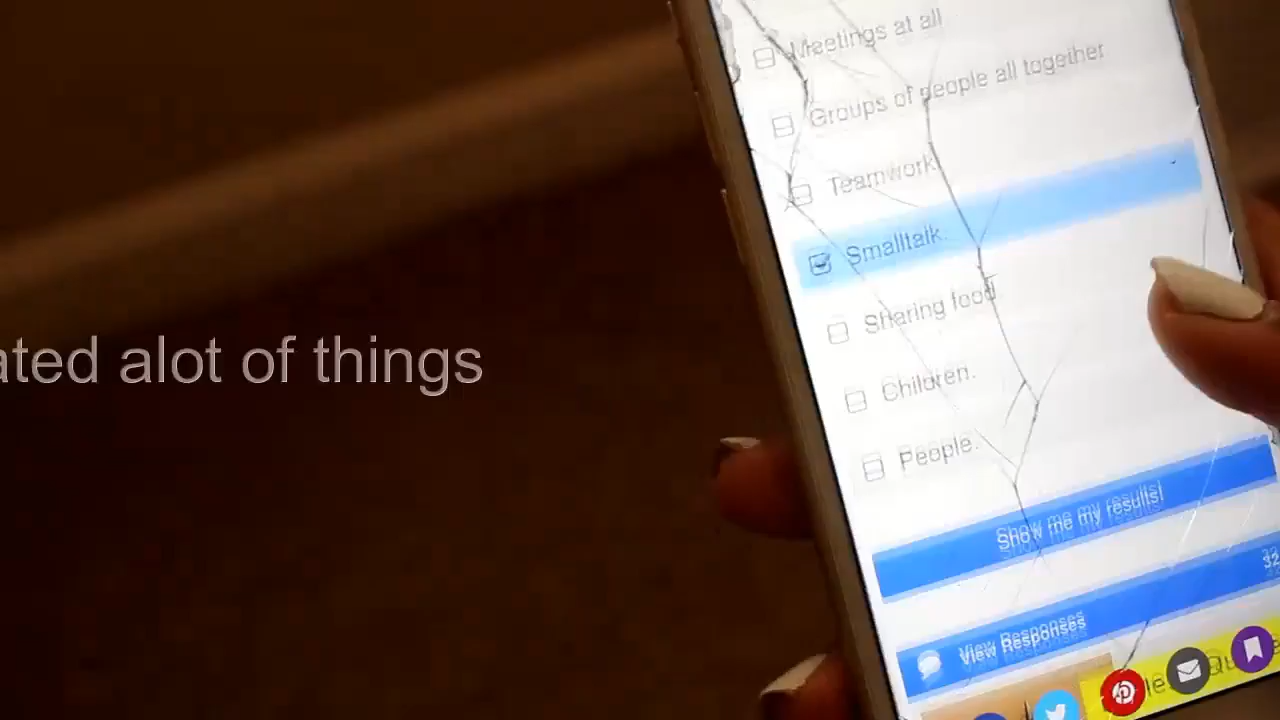 Meetings at all
Groups of people all together
Teamwork.
Smalltalk.
Sharing food
ated alot of things
Children.
People.
Show me my results!
View Responses